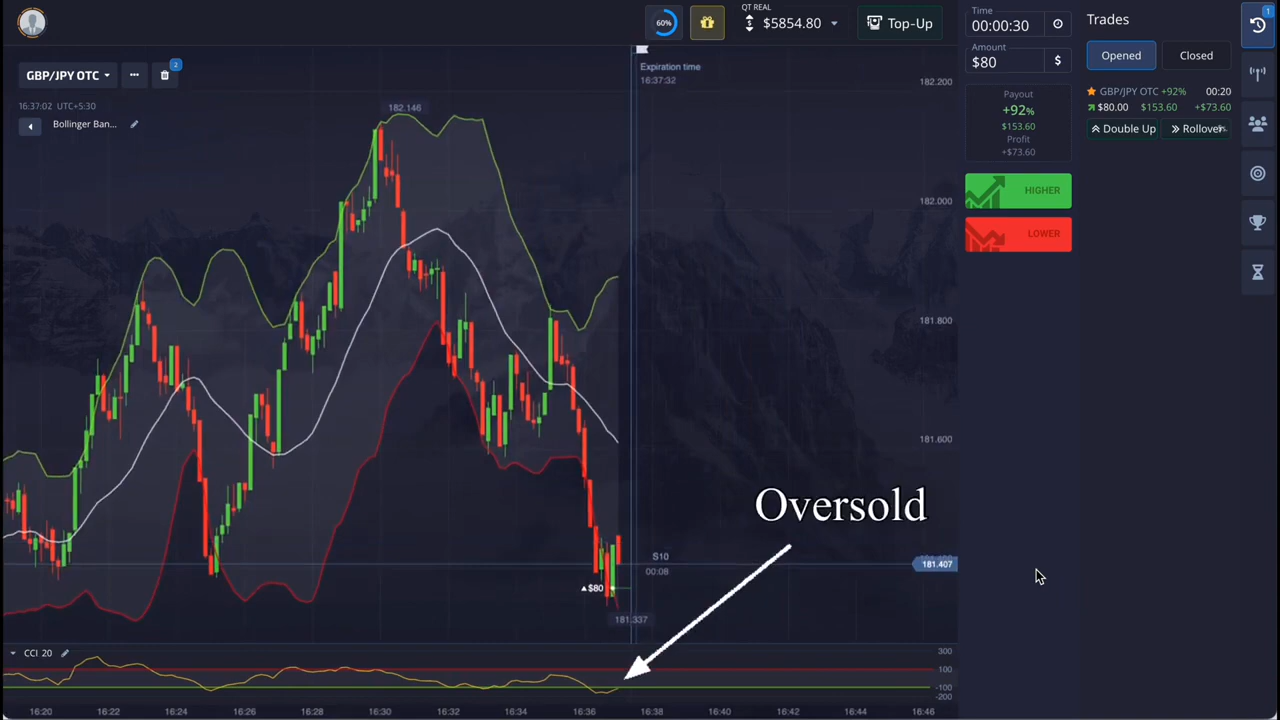 60%
QT REAL
$5854.80
Top-Up
Time
00:00:30
Amount
$80
$
Trades
1
Opened
Closed
GBP/JPY OTC
2
Expiration time
16:37:32
16:37:02 UTC+5:30
Bollinger Ban...
Payout
+92%
$153.60
Profit
+$73.60
GBP/JPY OTC +92% 00:20
$80.00 $153.60 +$73.60
Double Up
Rollover
HIGHER
LOWER
182.146
182.200
182.000
181.800
181.600
Oversold
S10
00:08
181.407
$80
181.337
CCI 20
300
100
-100
-200
16:20 16:22 16:24 16:26 16:28 16:30 16:32 16:34 16:36 16:38 16:40 16:42 16:44 16:46